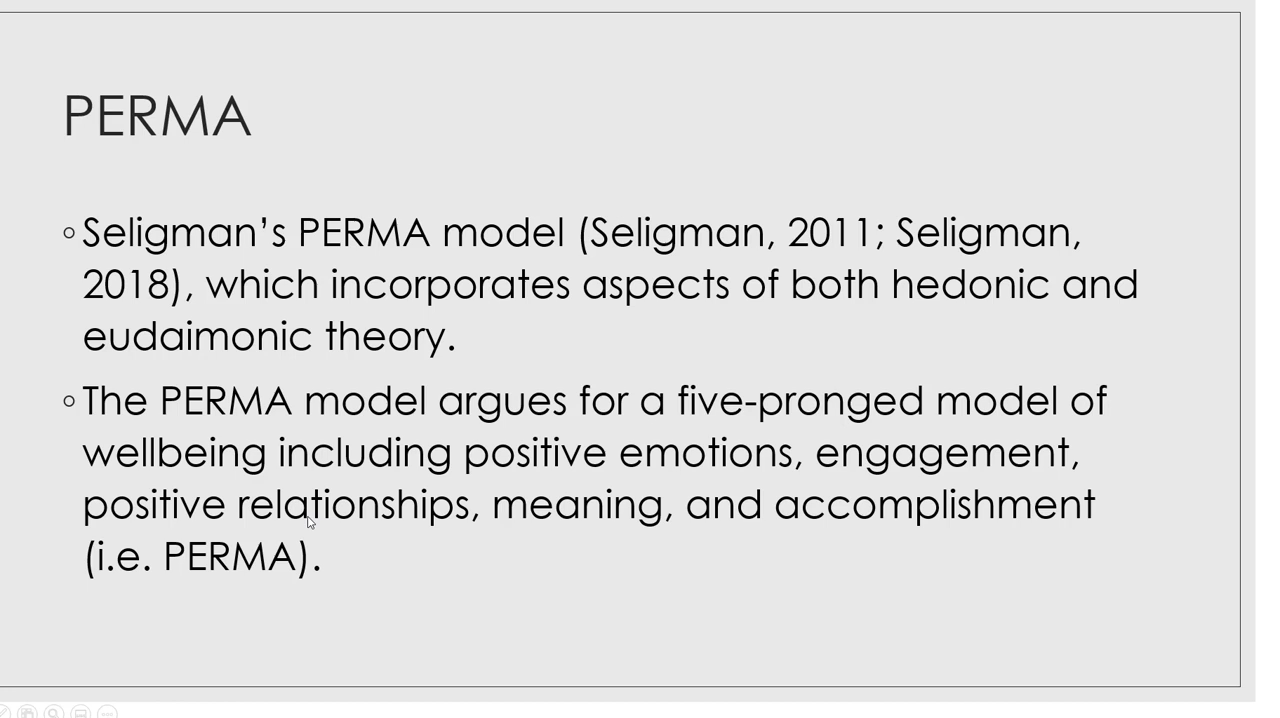 PERMA
◦Seligman’s PERMA model (Seligman, 2011; Seligman,
2018), which incorporates aspects of both hedonic and
eudaimonic theory.
◦The PERMA model argues for a five-pronged model of
wellbeing including positive emotions, engagement,
positive relationships, meaning, and accomplishment
(i.e. PERMA).